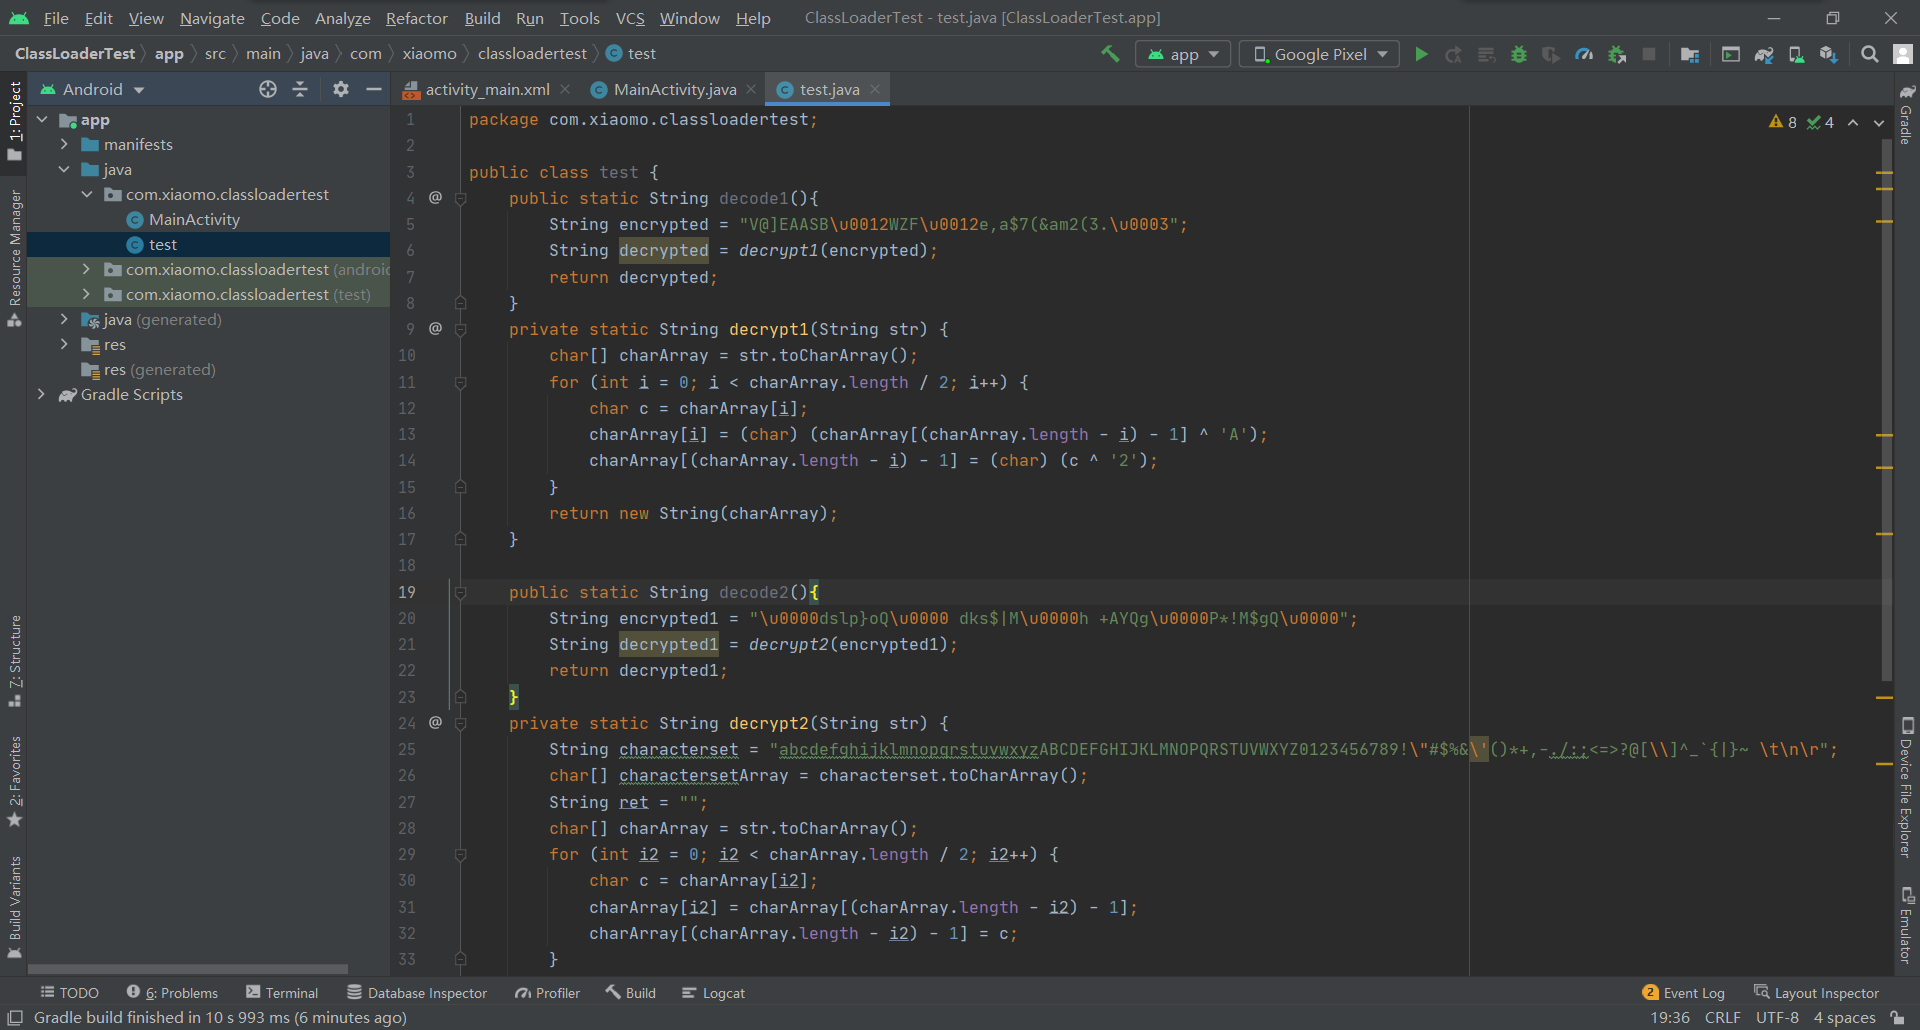 File Edit View Navigate Code Analyze Refactor Build Run Tools VCS Window Help ClassLoaderTest - test.java [ClassLoaderTest.app]
ClassLoaderTest app src main java com xiaomo classloadertest test app Google Pixel
Android
activity_main.xml MainActivity.java test.java
1: Project
Resource Manager
7: Structure
2: Favorites
Build Variants
app
manifests
java
com.xiaomo.classloadertest
MainActivity
test
com.xiaomo.classloadertest (androi
com.xiaomo.classloadertest (test)
java (generated)
res
res (generated)
Gradle Scripts
8 4
1 package com.xiaomo.classloadertest;
2
3 public class test {
4 @ public static String decode1(){
5 String encrypted = "V@]EAASB\u0012WZF\u0012e,a$7(&am2(3.\u0003";
6 String decrypted = decrypt1(encrypted);
7 return decrypted;
8 }
9 @ private static String decrypt1(String str) {
10 char[] charArray = str.toCharArray();
11 for (int i = 0; i < charArray.length / 2; i++) {
12 char c = charArray[i];
13 charArray[i] = (char) (charArray[(charArray.length - i) - 1] ^ 'A');
14 charArray[(charArray.length - i) - 1] = (char) (c ^ '2');
15 }
16 return new String(charArray);
17 }
18
19 public static String decode2(){
20 String encrypted1 = "\u0000dslp}oQ\u0000 dks$|M\u0000h +AYQg\u0000P*!M$gQ\u0000";
21 String decrypted1 = decrypt2(encrypted1);
22 return decrypted1;
23 }
24 @ private static String decrypt2(String str) {
25 String characterset = "abcdefghijklmnopqrstuvwxyzABCDEFGHIJKLMNOPQRSTUVWXYZ0123456789!\"#$%&\'()*+,-./:;<=>?@[\\]^_`{|}~ \t\n\r";
26 char[] charactersetArray = characterset.toCharArray();
27 String ret = "";
28 char[] charArray = str.toCharArray();
29 for (int i2 = 0; i2 < charArray.length / 2; i2++) {
30 char c = charArray[i2];
31 charArray[i2] = charArray[(charArray.length - i2) - 1];
32 charArray[(charArray.length - i2) - 1] = c;
33 }
Gradle
Device File Explorer
Emulator
TODO 6: Problems Terminal Database Inspector Profiler Build Logcat 2 Event Log Layout Inspector
Gradle build finished in 10 s 993 ms (6 minutes ago) 19:36 CRLF UTF-8 4 spaces